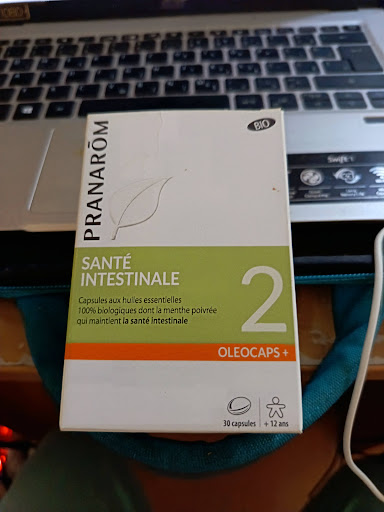 PRANARŌM
BIO
SANTÉ
INTESTINALE
Capsules aux huiles essentielles
100% biologiques dont la menthe poivrée
qui maintient la santé intestinale
2
OLEOCAPS +
30 capsules
+ 12 ans
Swift